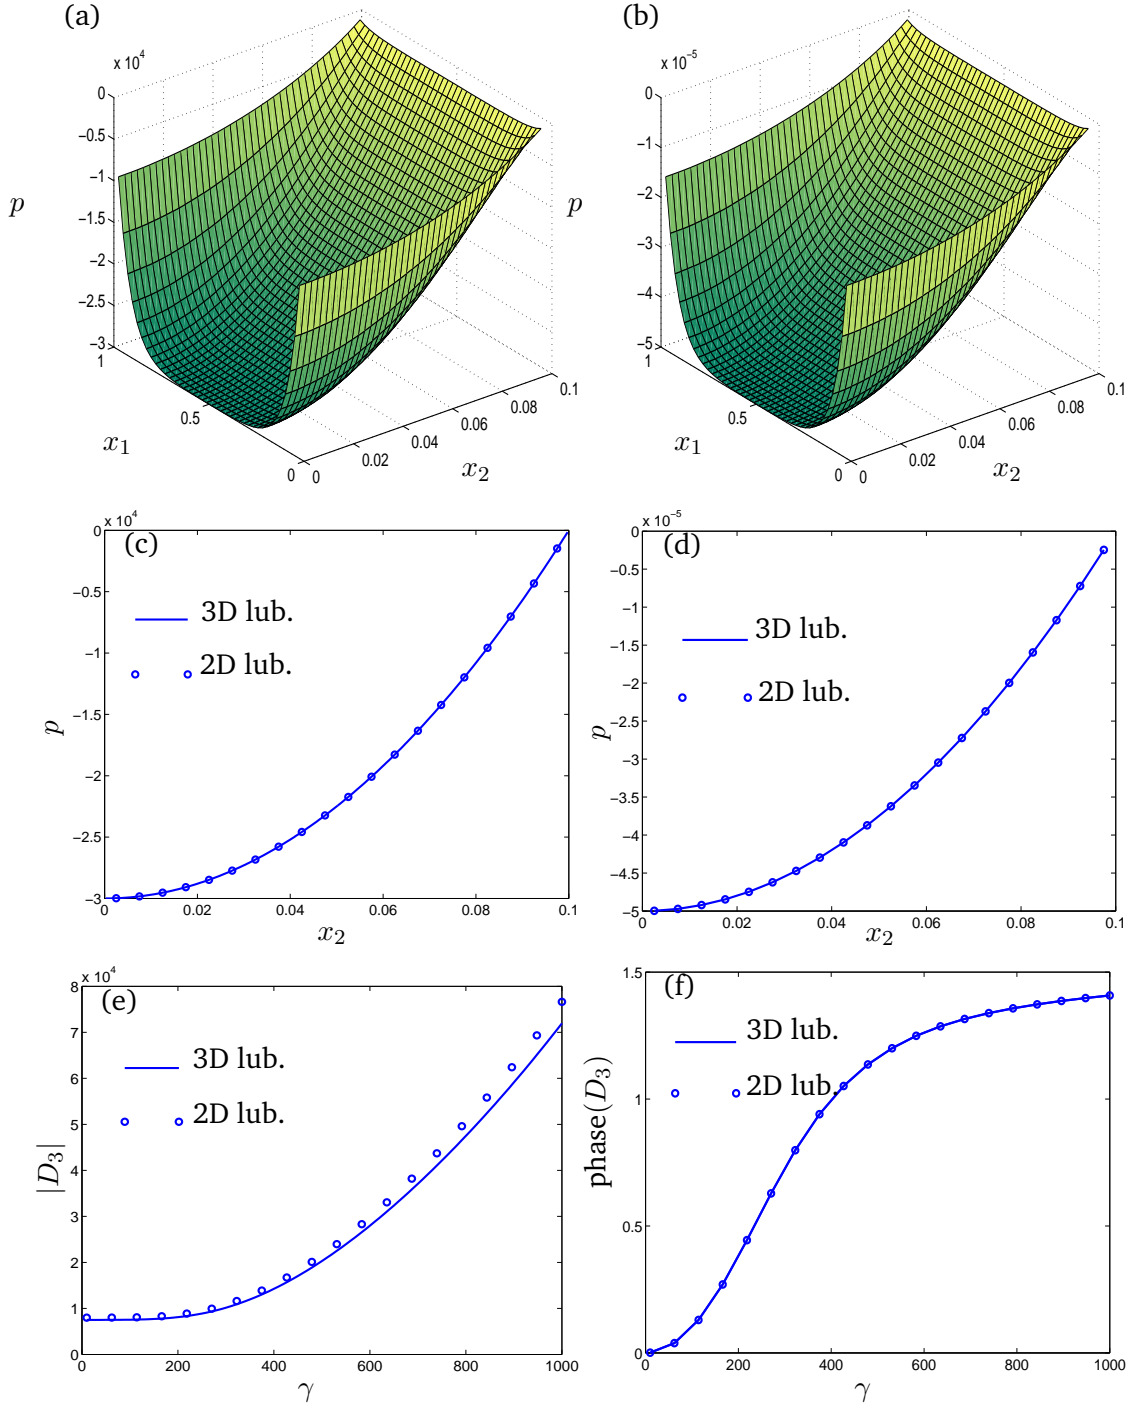 (a)
x 10⁴
0
−0.5
−1
−1.5
−2
−2.5
−3
1
0.5
0
p
x₁
0
0.02
0.04
0.06
0.08
0.1
x₂
(b)
x 10⁻⁵
0
−1
−2
−3
−4
−5
1
0.5
0
p
x₁
0
0.02
0.04
0.06
0.08
0.1
x₂
(c)
x 10⁴
0
−0.5
−1
−1.5
−2
−2.5
−3
p
3D lub.
2D lub.
0 0.02 0.04 0.06 0.08 0.1
x₂
(d)
x 10⁻⁵
0
−0.5
−1
−1.5
−2
−2.5
−3
−3.5
−4
−4.5
−5
p
3D lub.
2D lub.
0 0.02 0.04 0.06 0.08 0.1
x₂
(e)
x 10⁴
8
7
6
5
4
3
2
1
0
|D₃|
3D lub.
2D lub.
0 200 400 600 800 1000
γ
(f)
1.5
1
0.5
0
phase(D₃)
3D lub.
2D lub.
0 200 400 600 800 1000
γ